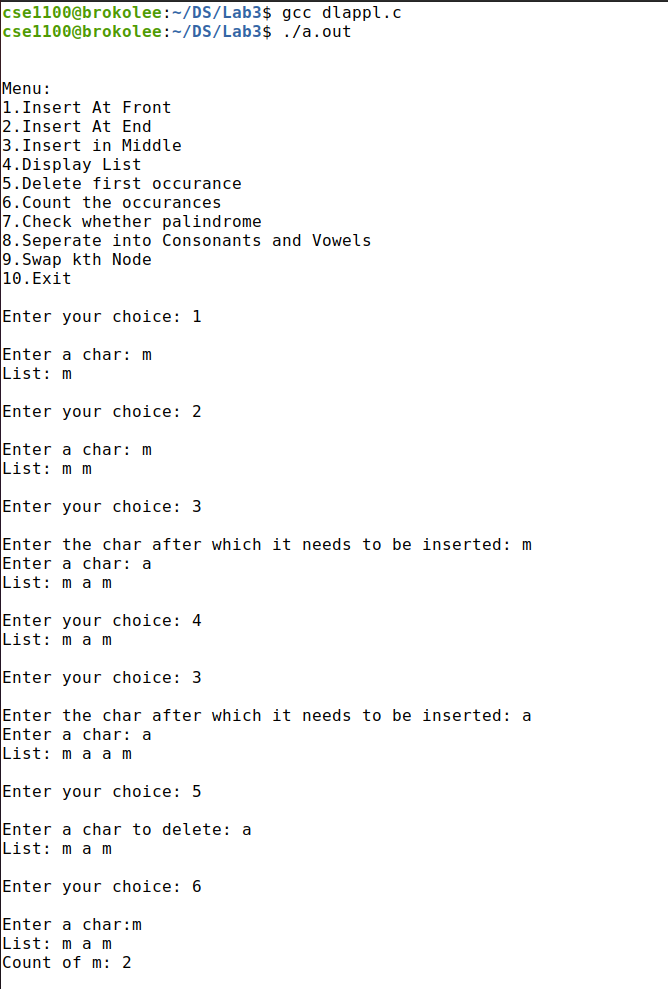 cse1100@brokolee:~/DS/Lab3$ gcc dlappl.c
cse1100@brokolee:~/DS/Lab3$ ./a.out
Menu:
1.Insert At Front
2.Insert At End
3.Insert in Middle
4.Display List
5.Delete first occurance
6.Count the occurances
7.Check whether palindrome
8.Seperate into Consonants and Vowels
9.Swap kth Node
10.Exit
Enter your choice: 1
Enter a char: m
List: m
Enter your choice: 2
Enter a char: m
List: m m
Enter your choice: 3
Enter the char after which it needs to be inserted: m
Enter a char: a
List: m a m
Enter your choice: 4
List: m a m
Enter your choice: 3
Enter the char after which it needs to be inserted: a
Enter a char: a
List: m a a m
Enter your choice: 5
Enter a char to delete: a
List: m a m
Enter your choice: 6
Enter a char:m
List: m a m
Count of m: 2